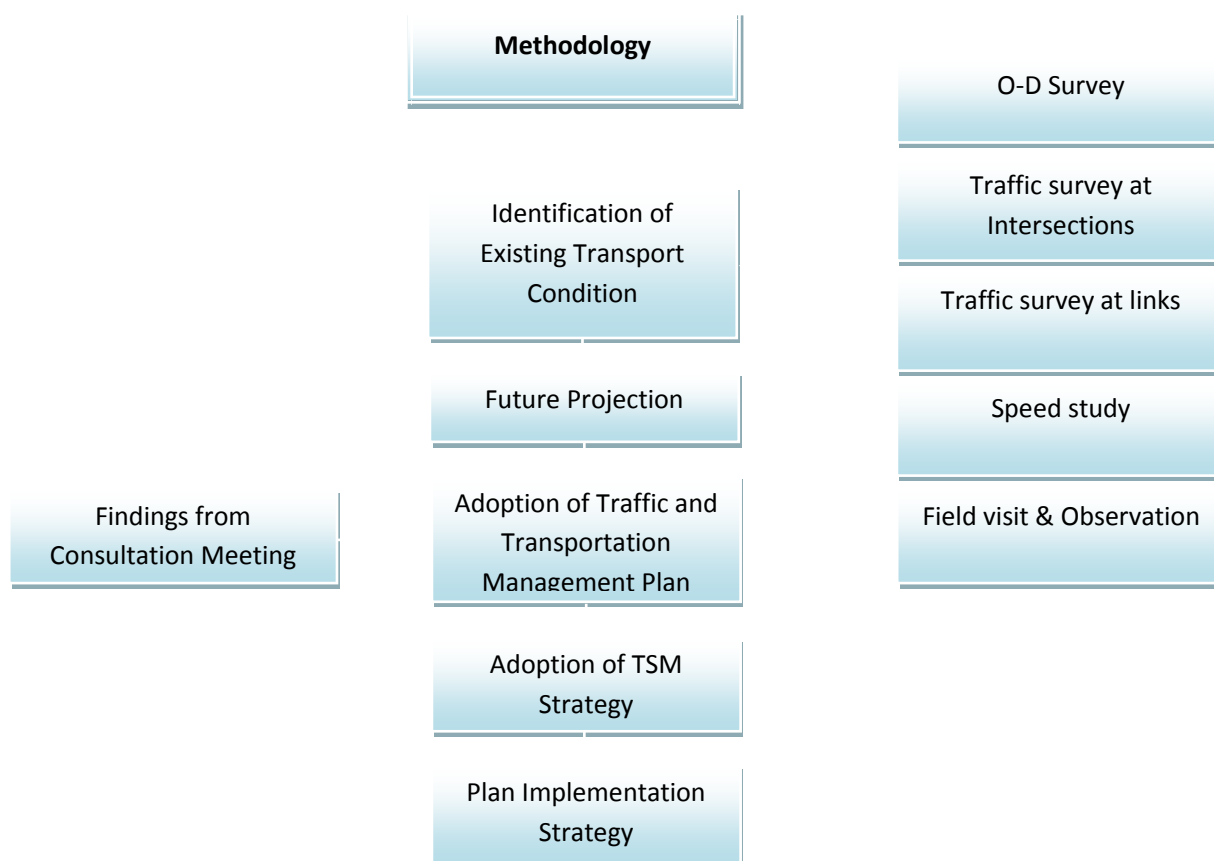 Methodology
O-D Survey
Traffic survey at
Intersections
Traffic survey at links
Speed study
Field visit & Observation
Identification of
Existing Transport
Condition
Future Projection
Findings from
Consultation Meeting
Adoption of Traffic and
Transportation
Management Plan
Adoption of TSM
Strategy
Plan Implementation
Strategy